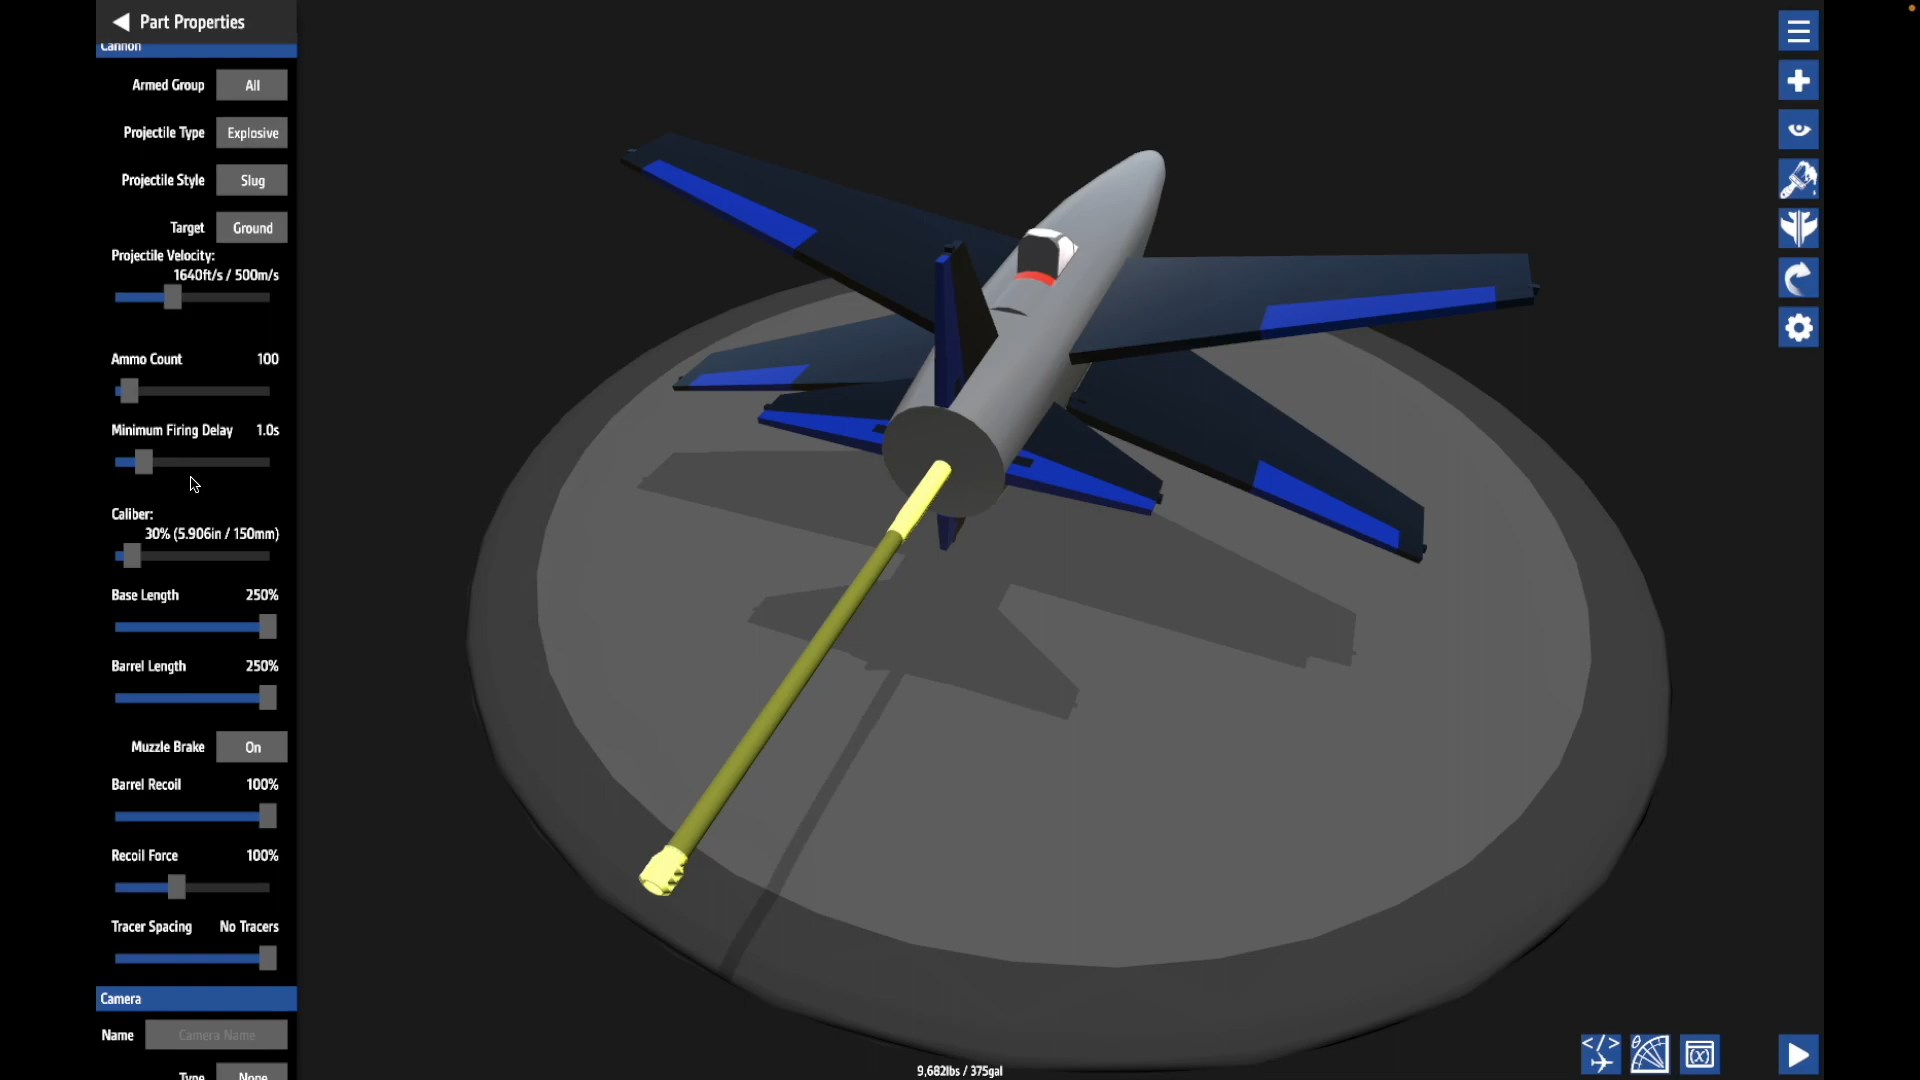 Part Properties
Cannon
Armed Group All
Projectile Type Explosive
Projectile Style Slug
Target Ground
Projectile Velocity:
1640ft/s / 500m/s
Ammo Count 100
Minimum Firing Delay 1.0s
Caliber:
30% (5.906in / 150mm)
Base Length 250%
Barrel Length 250%
Muzzle Brake On
Barrel Recoil 100%
Recoil Force 100%
Tracer Spacing No Tracers
Camera
Name Camera Name
Type None
9,682lbs / 375gal